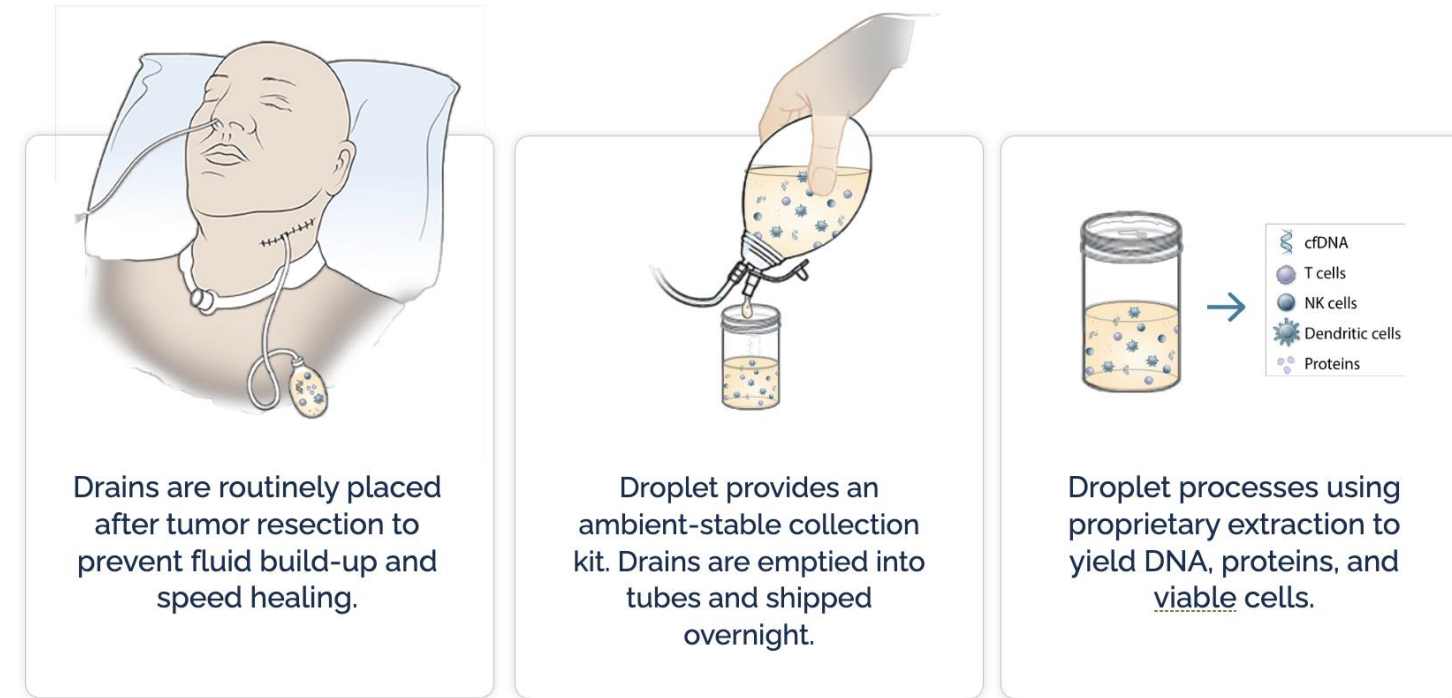 Drains are routinely placed
after tumor resection to
prevent fluid build-up and
speed healing.
Droplet provides an
ambient-stable collection
kit. Drains are emptied into
tubes and shipped
overnight.
cfDNA
T cells
NK cells
Dendritic cells
Proteins
Droplet processes using
proprietary extraction to
yield DNA, proteins, and
viable cells.